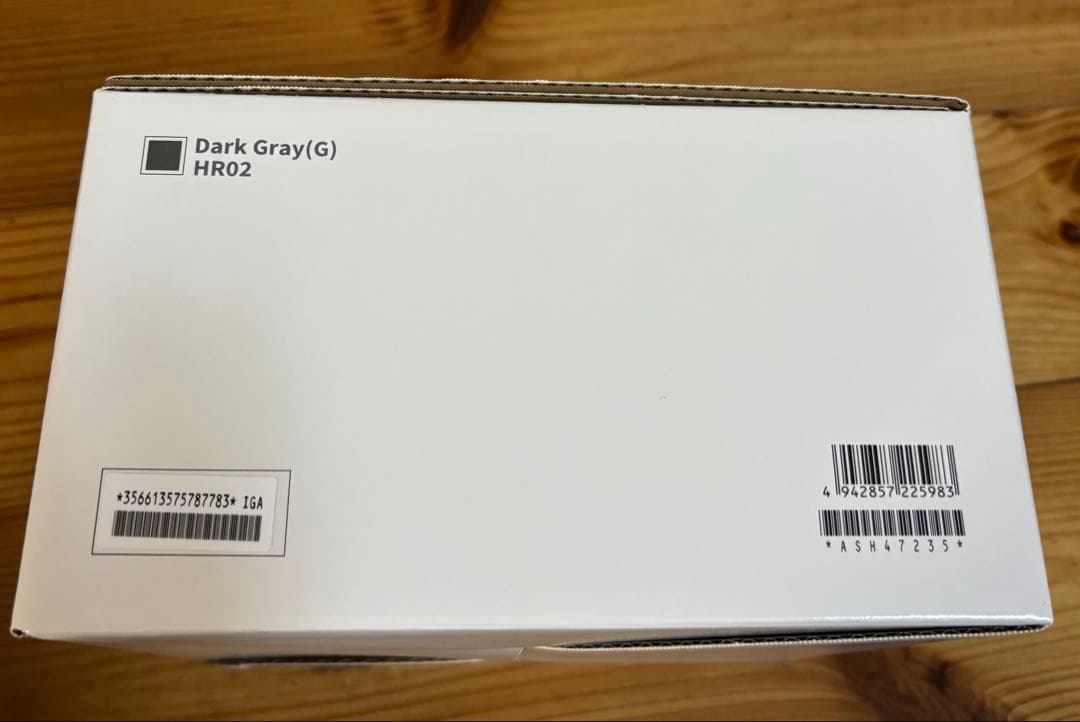 Dark Gray(G)
HR02
*356613575787783* IGA
4 942857 225983
*ASH47235*